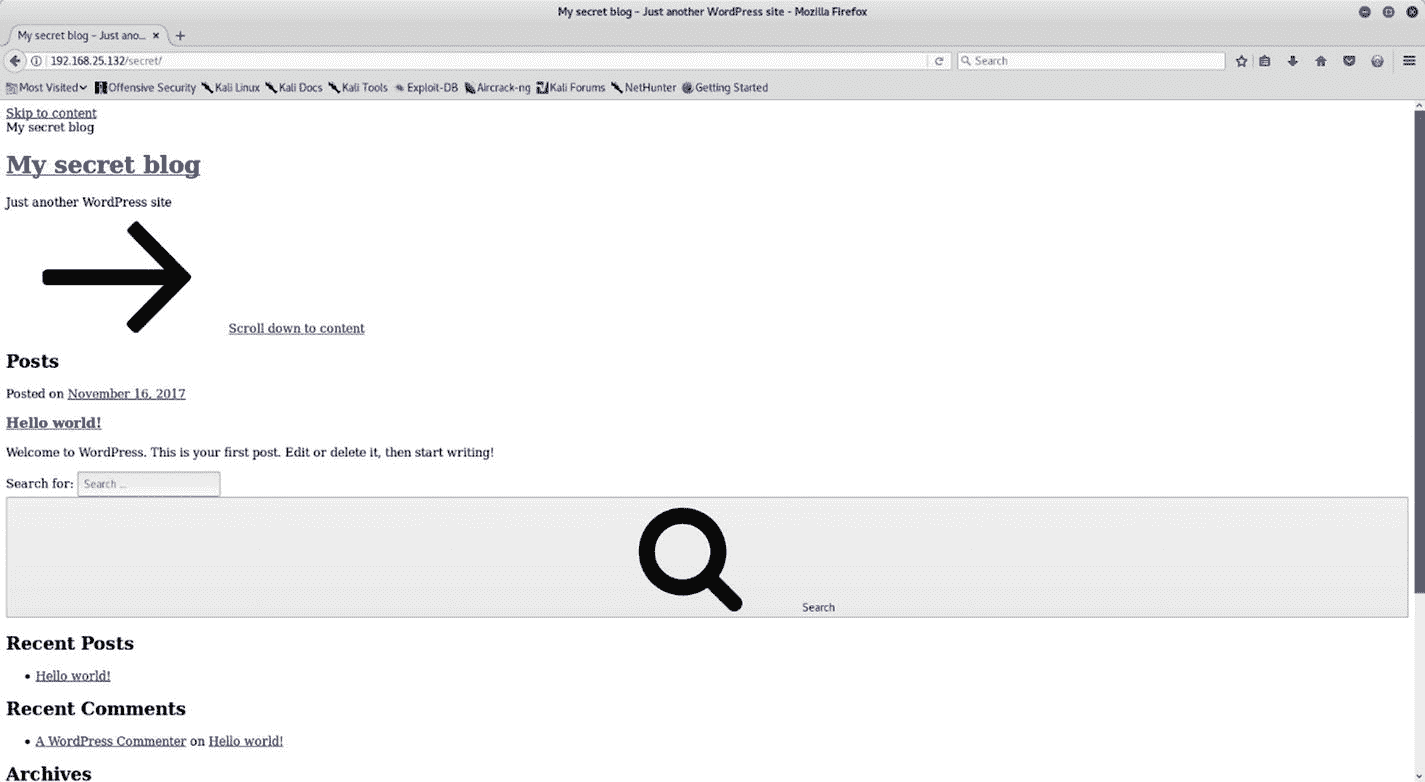 My secret blog – Just another WordPress site - Mozilla Firefox
My secret blog – Just ano...
192.168.25.132/secret/
Search
Most Visited Offensive Security Kali Linux Kali Docs Kali Tools Exploit-DB Aircrack-ng Kali Forums NetHunter Getting Started
Skip to content
My secret blog
My secret blog
Just another WordPress site
Scroll down to content
Posts
Posted on November 16, 2017
Hello world!
Welcome to WordPress. This is your first post. Edit or delete it, then start writing!
Search for: Search ...
Search
Recent Posts
• Hello world!
Recent Comments
• A WordPress Commenter on Hello world!
Archives